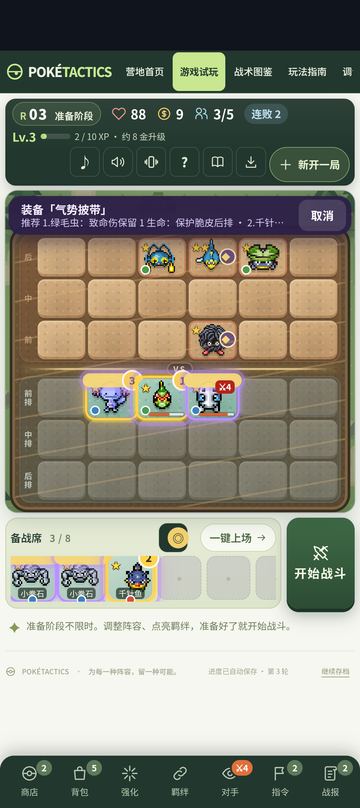 POKÉTACTICS 营地首页 游戏试玩 战术图鉴 玩法指南 调
R 03 准备阶段 88 9 3/5 连败 2
Lv.3 2 / 10 XP · 约 8 金升级
? 新开一局
装备「气势披带」
推荐 1.绿毛虫：致命伤保留 1 生命：保护脆皮后排 · 2.千针…
取消
后
中
前
VS
3 1 X4
前排
中排
后排
备战席 3 / 8 一键上场 →
小拳石 小拳石 千针鱼 2
开始战斗
准备阶段不限时。调整阵容、点亮羁绊，准备好了就开始战斗。
POKÉTACTICS · 为每一种阵容，留一种可能。 进度已自动保存 · 第 3 轮 继续存档
2 5 X4 2 2
商店 背包 强化 羁绊 对手 指令 战报